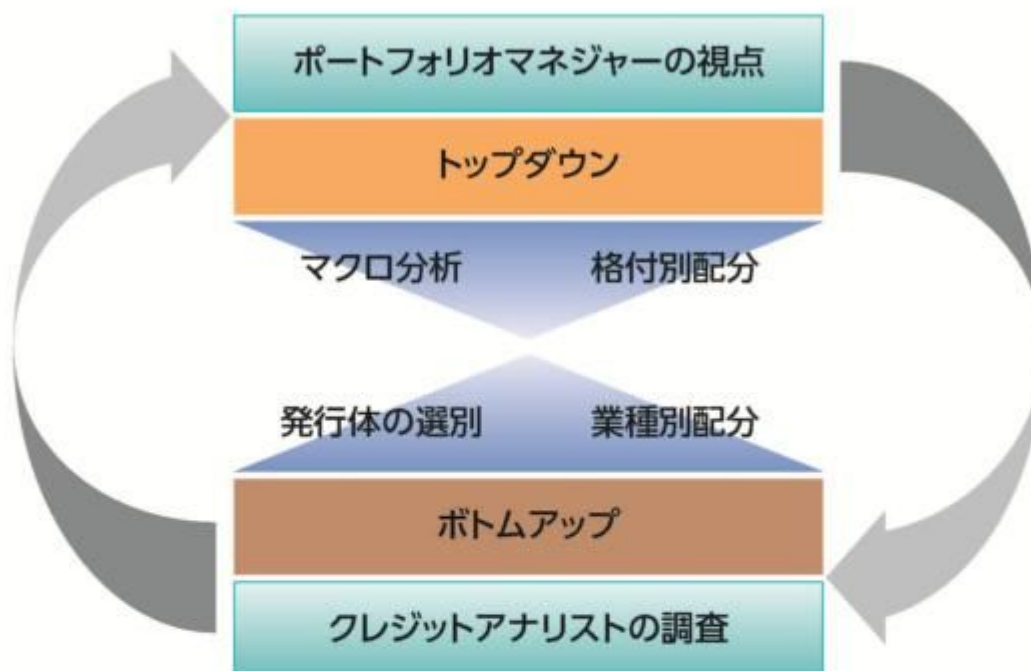 ポートフォリオマネジャーの視点
トップダウン
マクロ分析 格付別配分
発行体の選別 業種別配分
ボトムアップ
クレジットアナリストの調査